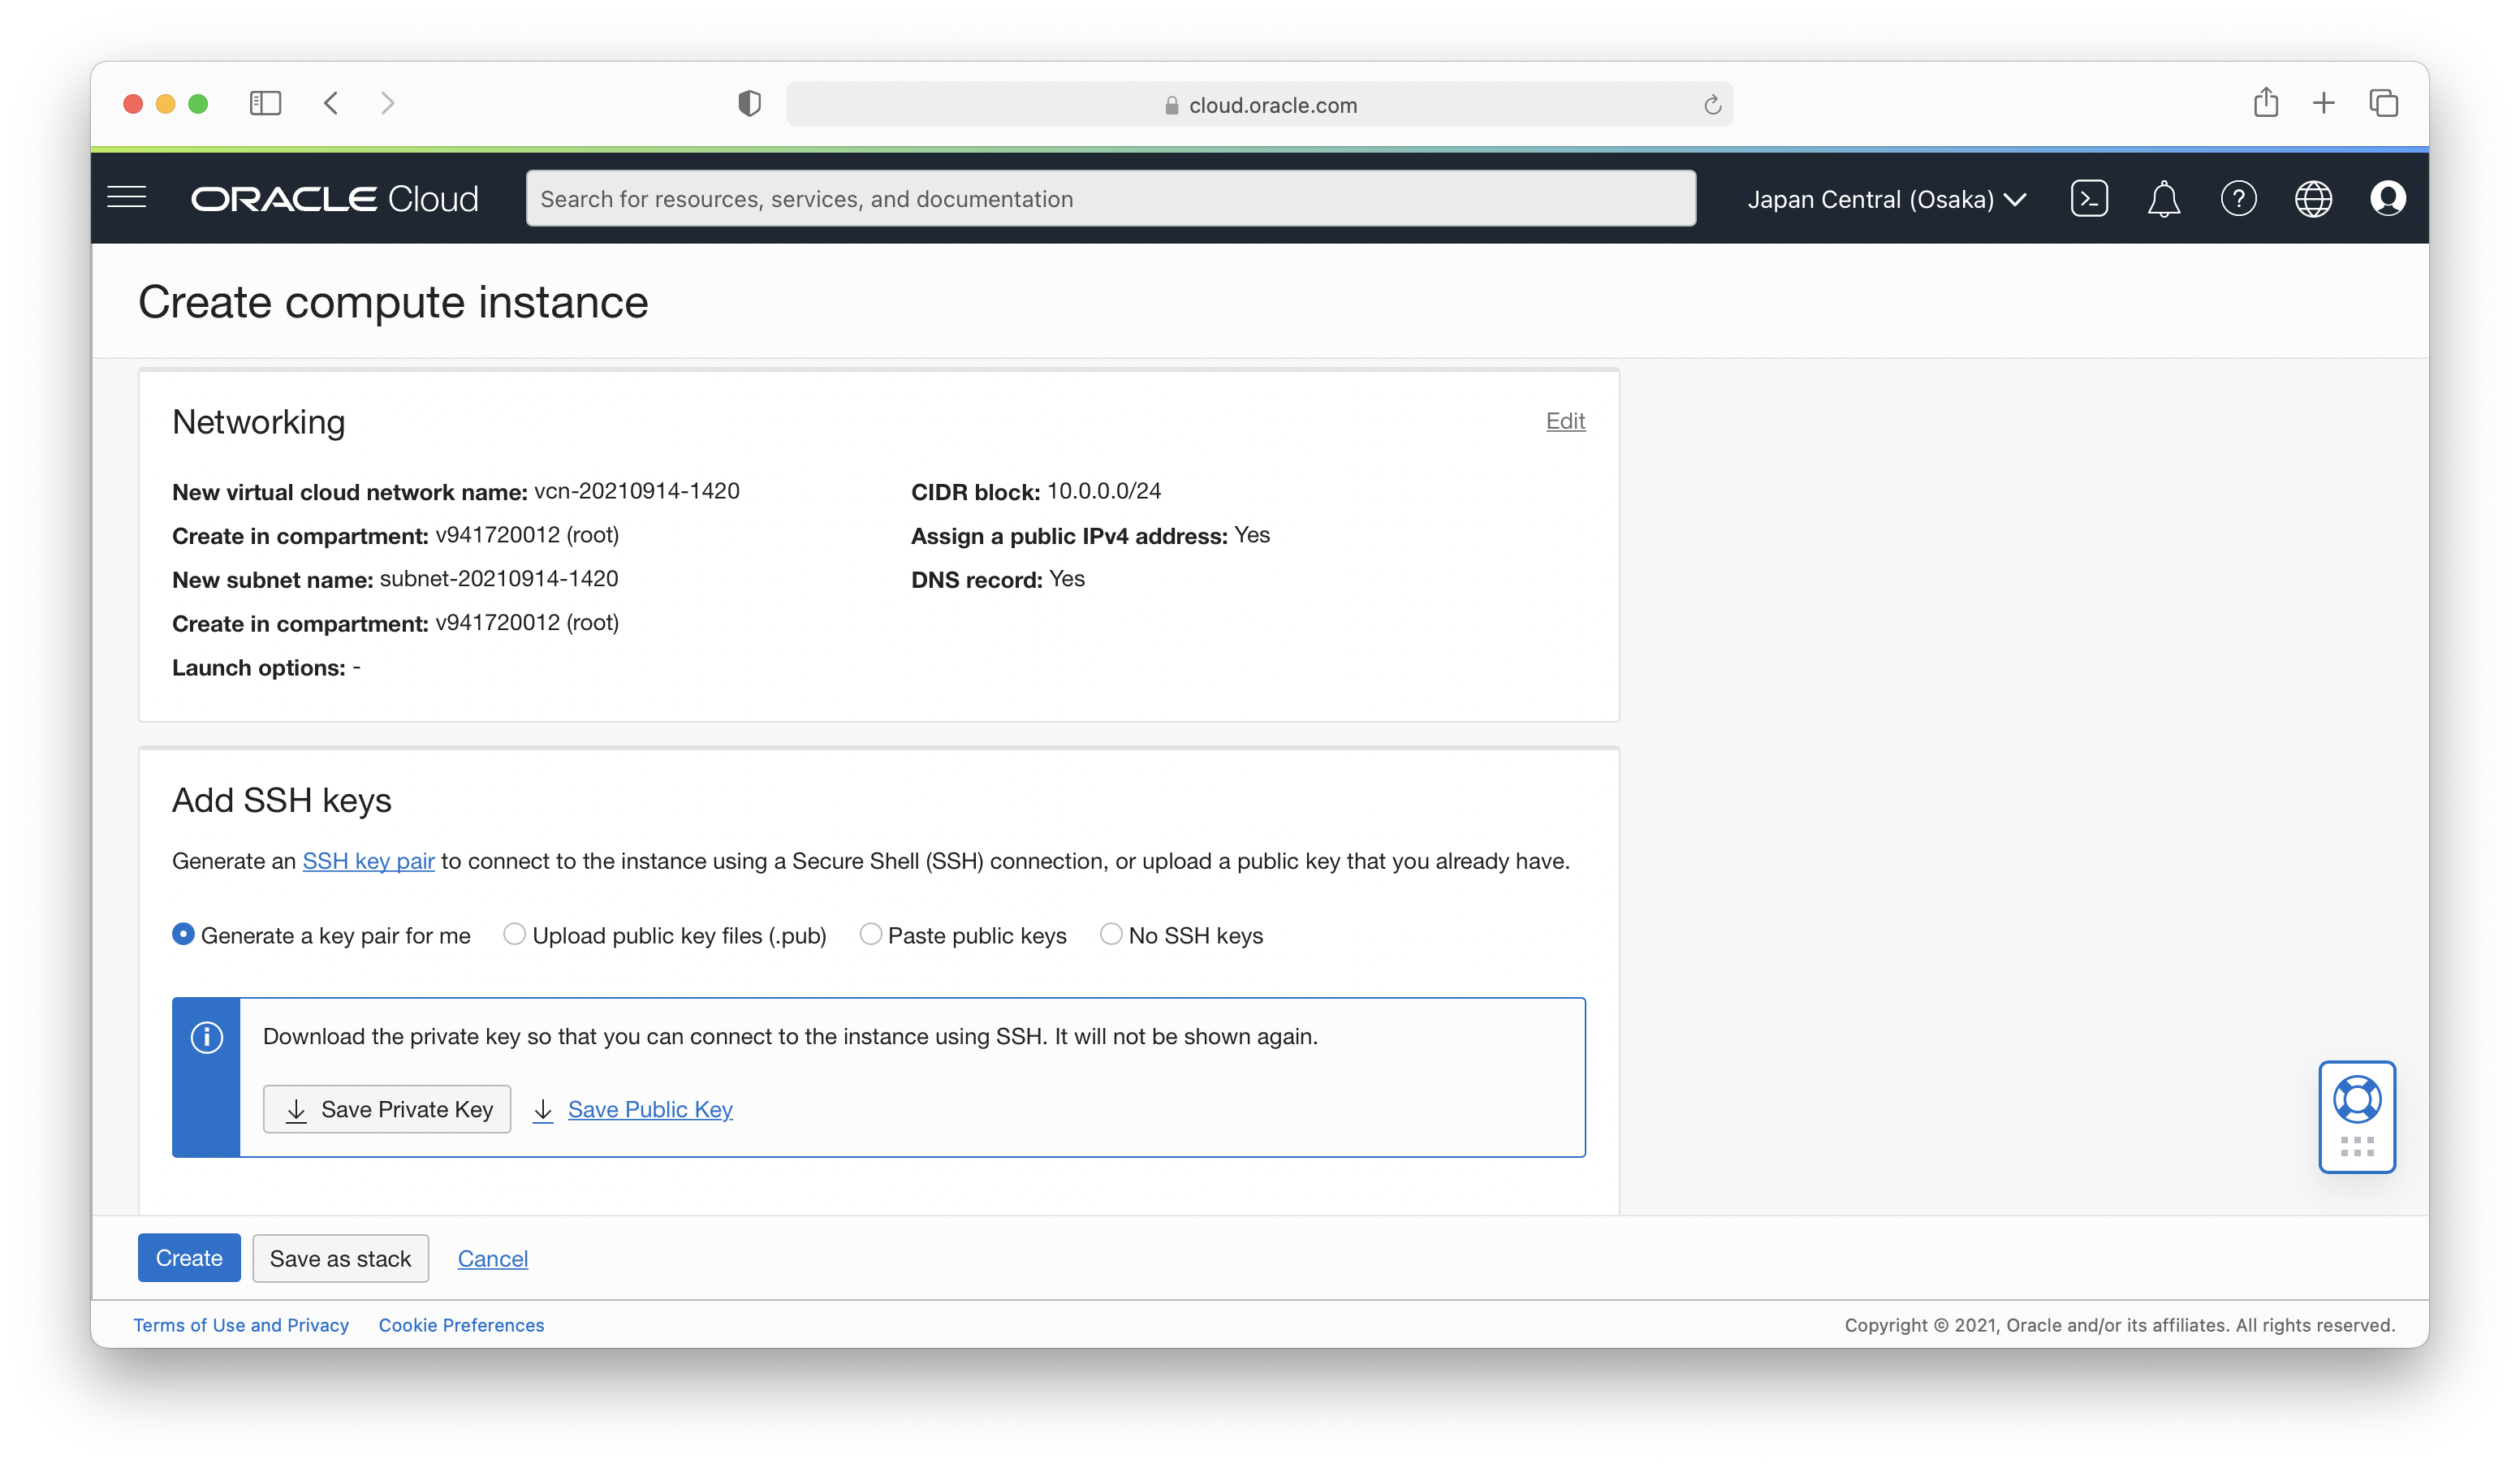 cloud.oracle.com
ORACLE Cloud
Search for resources, services, and documentation
Japan Central (Osaka)
Create compute instance
Networking
Edit
New virtual cloud network name: vcn-20210914-1420
Create in compartment: v941720012 (root)
New subnet name: subnet-20210914-1420
Create in compartment: v941720012 (root)
Launch options: -
CIDR block: 10.0.0.0/24
Assign a public IPv4 address: Yes
DNS record: Yes
Add SSH keys
Generate an SSH key pair to connect to the instance using a Secure Shell (SSH) connection, or upload a public key that you already have.
Generate a key pair for me Upload public key files (.pub) Paste public keys No SSH keys
Download the private key so that you can connect to the instance using SSH. It will not be shown again.
Save Private Key Save Public Key
Create Save as stack Cancel
Terms of Use and Privacy Cookie Preferences
Copyright © 2021, Oracle and/or its affiliates. All rights reserved.